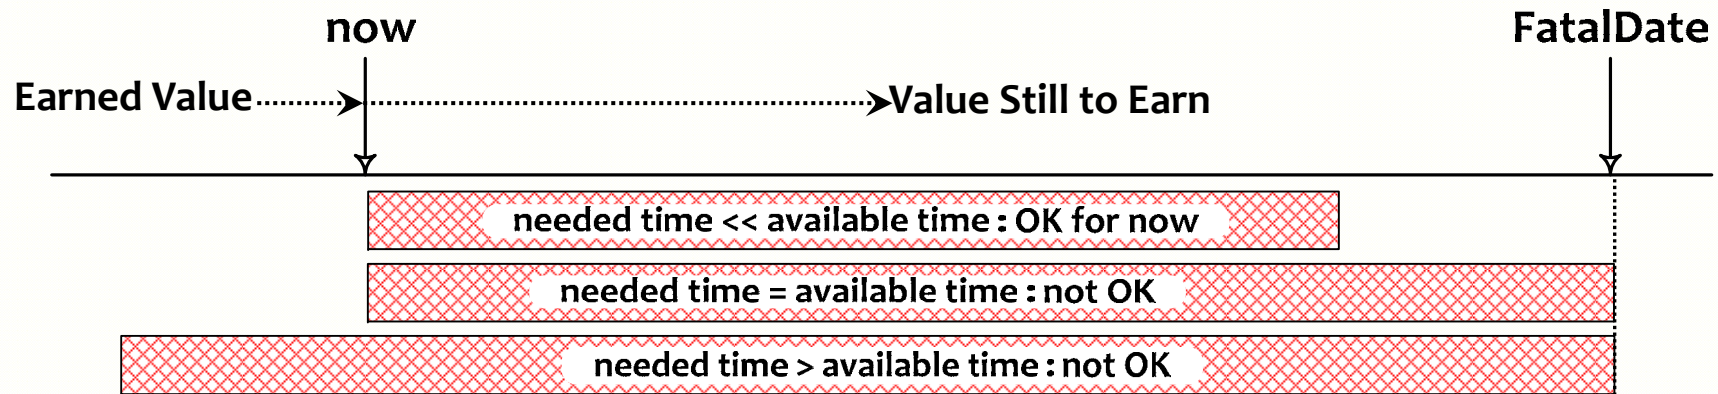 now
FatalDate
Earned Value
Value Still to Earn
needed time << available time : OK for now
needed time = available time : not OK
needed time > available time : not OK